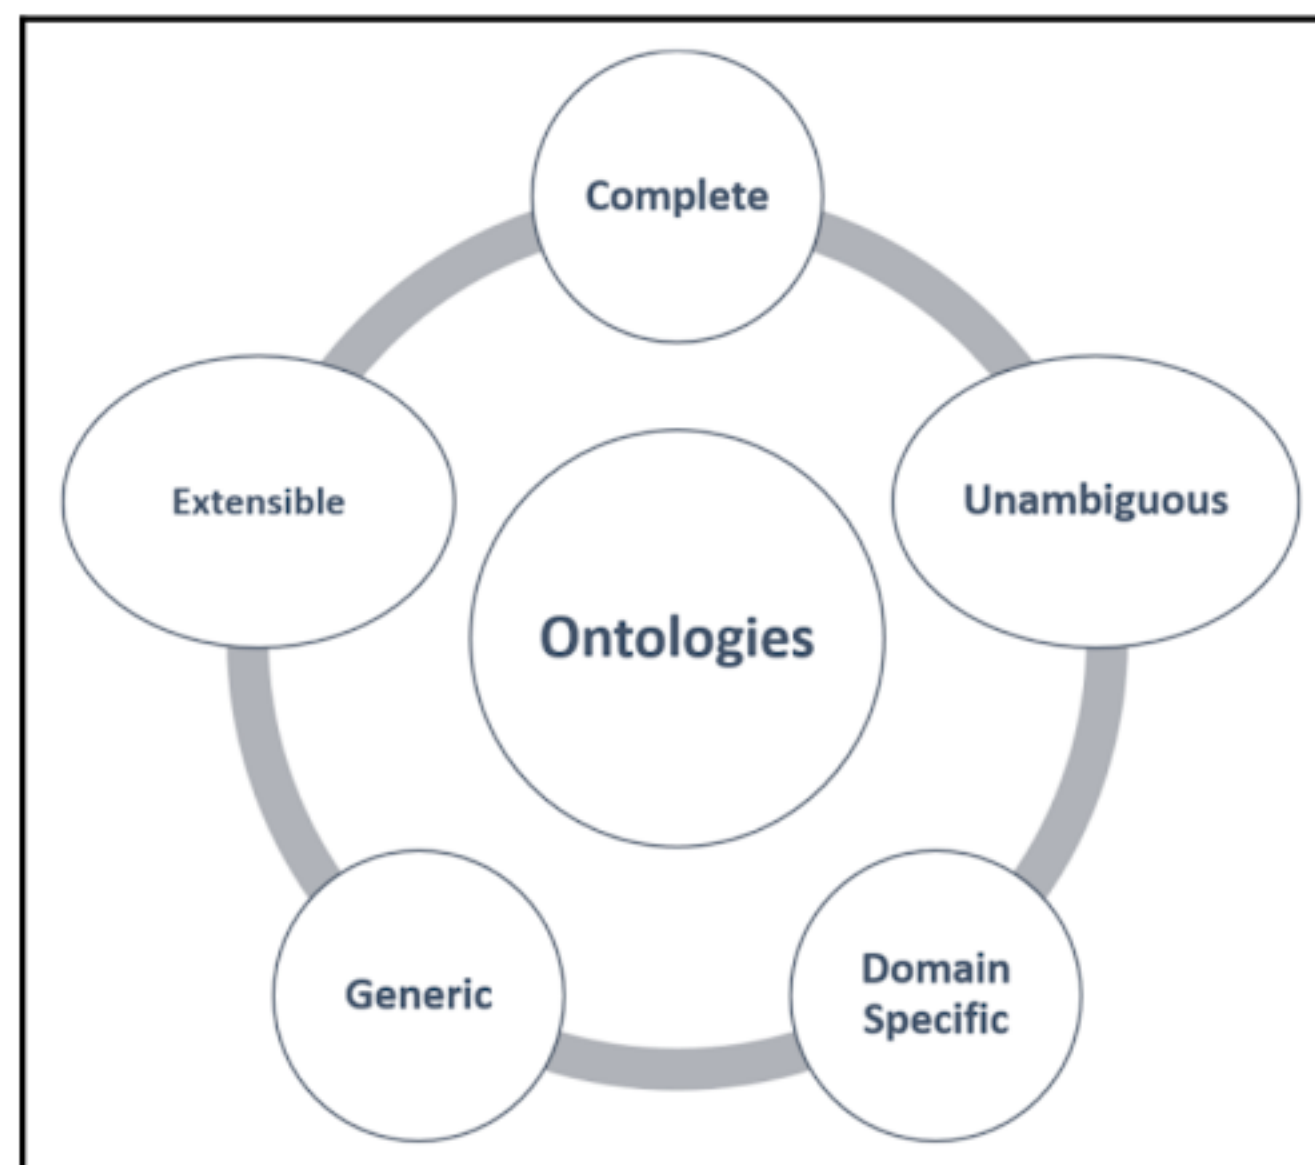 Complete
Extensible
Unambiguous
Ontologies
Generic
Domain
Specific